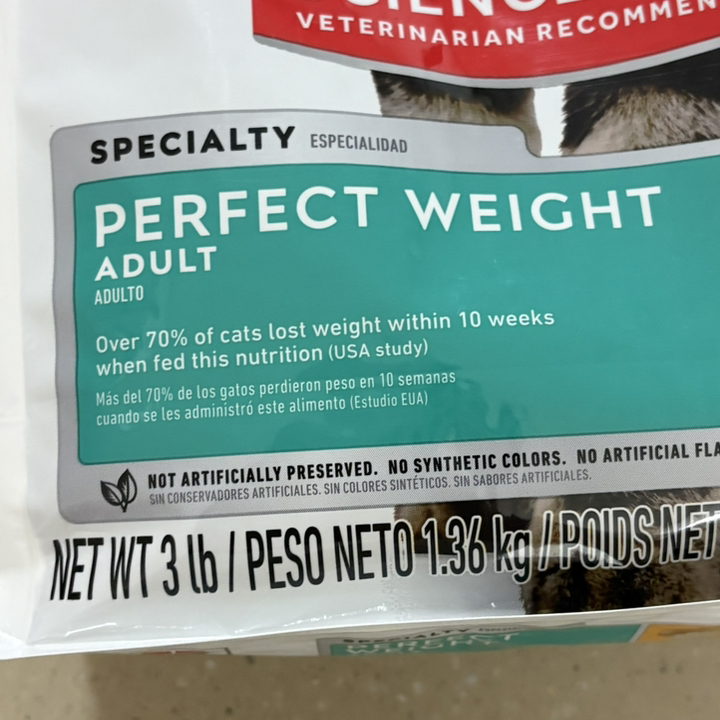 VETERINARIAN
SPECIALTY ESPECIALIDAD
PERFECT WEIGHT
ADULT
ADULTO
Over 70% of cats lost weight within 10 weeks
when fed this nutrition (USA study)
Más del 70% de los gatos perdieron peso en 10 semanas
cuando se les administró este alimento (Estudio EUA)
NOT ARTIFICIALLY PRESERVED. NO SYNTHETIC COLORS. NO ARTIFICIAL
SIN CONSERVADORES ARTIFICIALES. SIN COLORES SINTÉTICOS. SIN SABORES ARTIFICIALES.
NET WT 3 lb / PESO NETO 1.36 kg / POIDS NET
SPECIALTY
PERFECT
WEIGHT